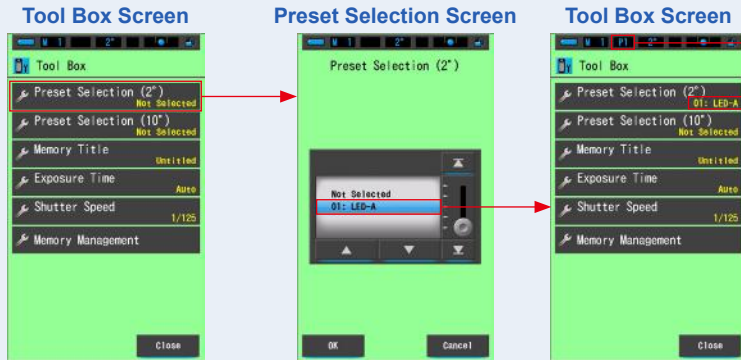 Tool Box Screen
M 1 2°
Tool Box
Preset Selection (2°)
Not Selected
Preset Selection (10°)
Not Selected
Memory Title
Untitled
Exposure Time
Auto
Shutter Speed
1/125
Memory Management
Close
Preset Selection Screen
M 1 2°
Preset Selection (2°)
Not Selected
01: LED-A
OK Cancel
Tool Box Screen
M 1 P1 2°
Tool Box
Preset Selection (2°)
01: LED-A
Preset Selection (10°)
Not Selected
Memory Title
Untitled
Exposure Time
Auto
Shutter Speed
1/125
Memory Management
Close